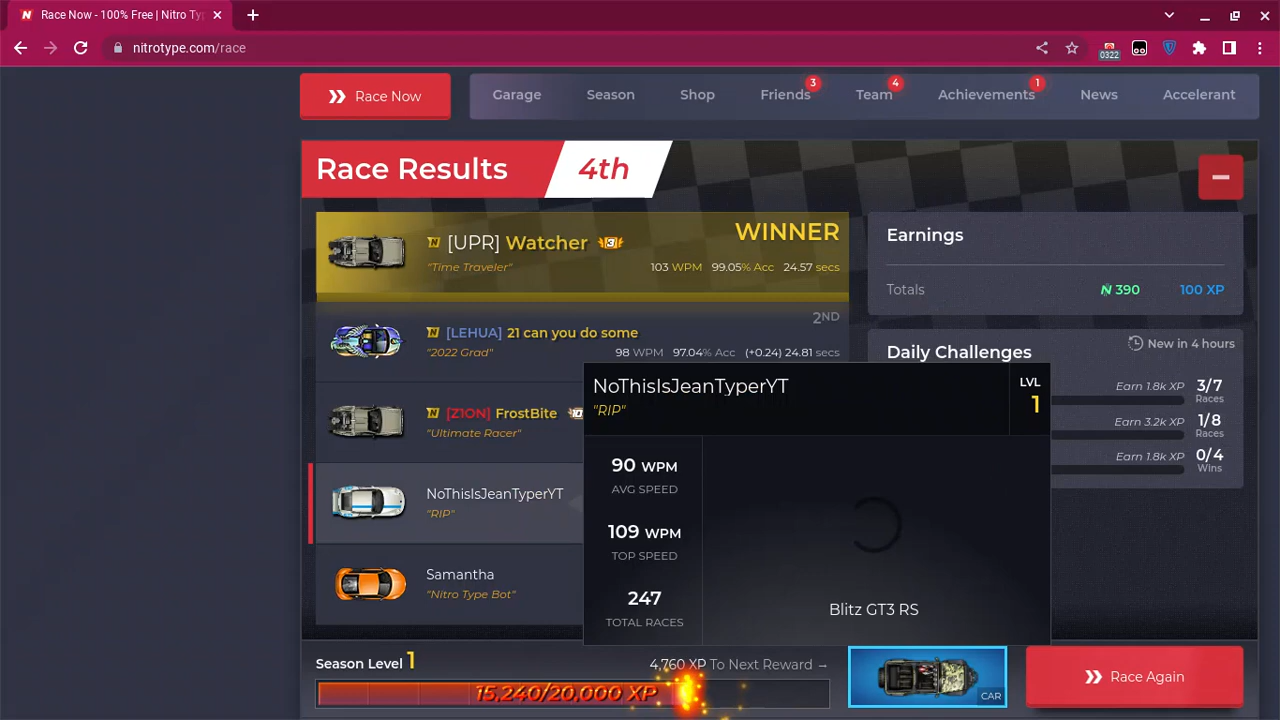 Race Now - 100% Free | Nitro Ty
nitrotype.com/race
0322
Race Now
Garage
Season
Shop
Friends 3
Team 4
Achievements 1
News
Accelerant
Race Results 4th
N [UPR] Watcher 3
"Time Traveler"
WINNER
103 WPM 99.05% Acc 24.57 secs
2ND
N [LEHUA] 21 can you do some
"2022 Grad"
98 WPM 97.04% Acc (+0.24) 24.81 secs
N [Z1ON] FrostBite 10
"Ultimate Racer"
NoThisIsJeanTyperYT
"RIP"
Samantha
"Nitro Type Bot"
NoThisIsJeanTyperYT
"RIP"
LVL
1
90 WPM
AVG SPEED
109 WPM
TOP SPEED
247
TOTAL RACES
Blitz GT3 RS
Earnings
Totals N 390 100 XP
Daily Challenges New in 4 hours
Earn 1.8k XP 3/7
Races
Earn 3.2k XP 1/8
Races
Earn 1.8k XP 0/4
Wins
Season Level 1
4,760 XP To Next Reward →
15,240/20,000 XP
CAR
Race Again